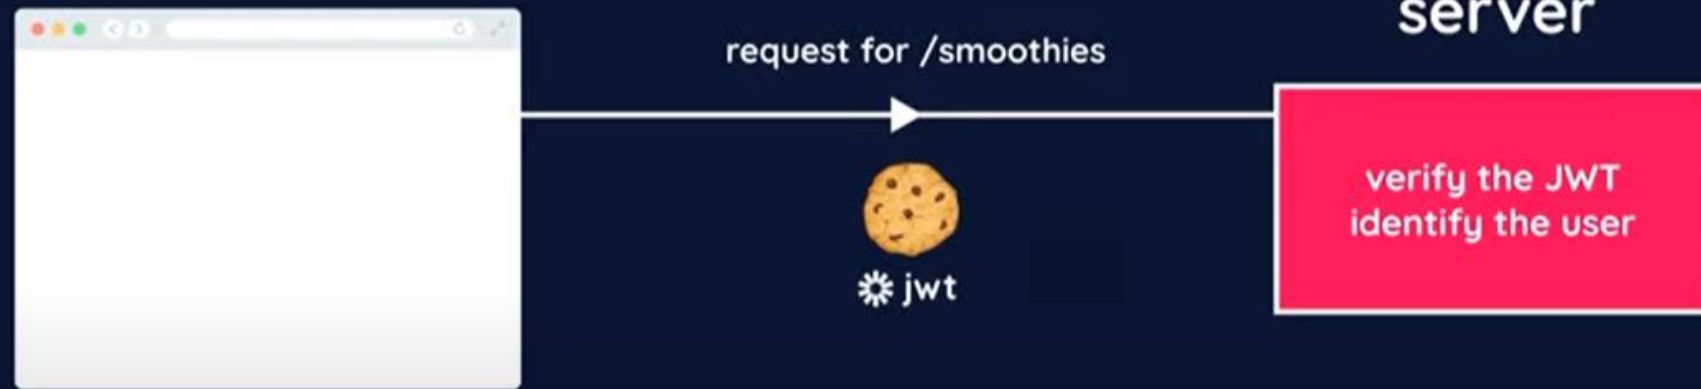 server
request for /smoothies
verify the JWT
identify the user
jwt